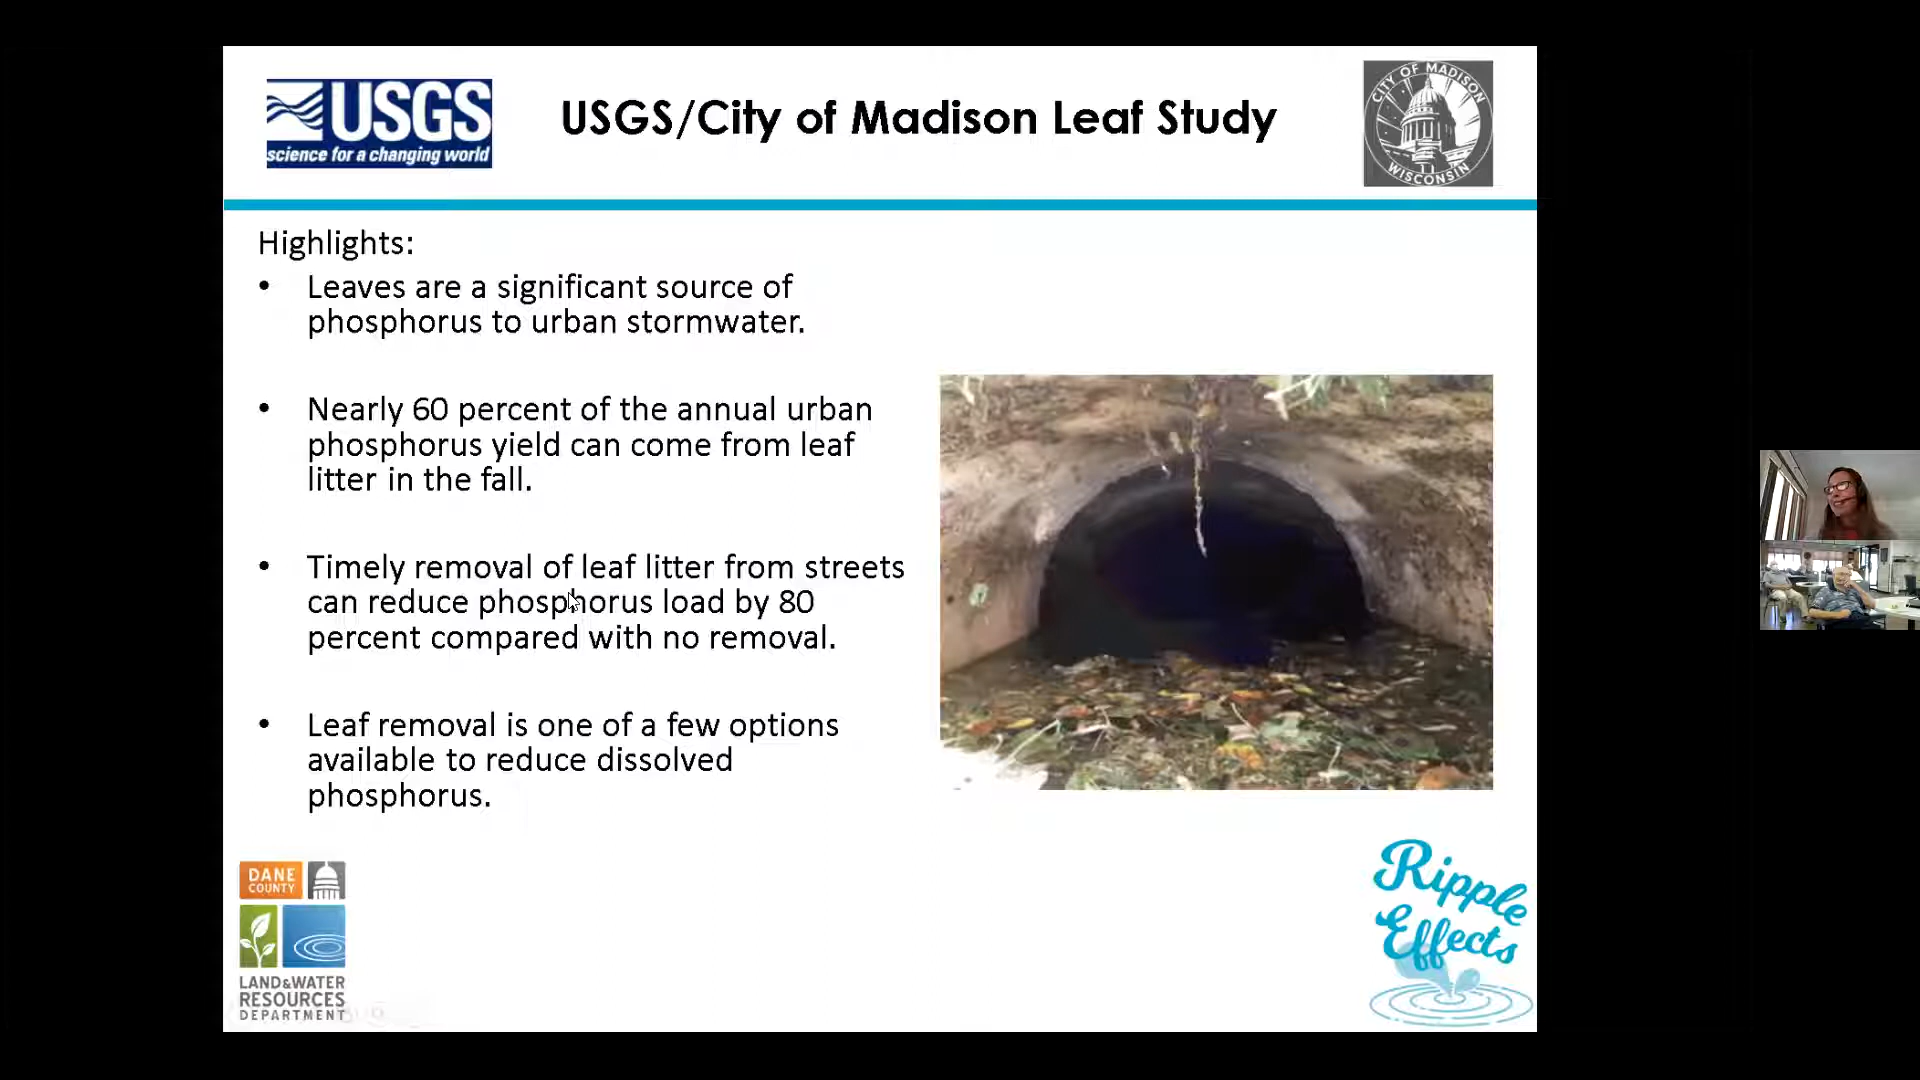 USGS
science for a changing world
USGS/City of Madison Leaf Study
CITY OF MADISON
WISCONSIN
Highlights:
• Leaves are a significant source of
phosphorus to urban stormwater.
• Nearly 60 percent of the annual urban
phosphorus yield can come from leaf
litter in the fall.
• Timely removal of leaf litter from streets
can reduce phosphorus load by 80
percent compared with no removal.
• Leaf removal is one of a few options
available to reduce dissolved
phosphorus.
DANE
COUNTY
LAND&WATER
RESOURCES
DEPARTMENT
Ripple
Effects